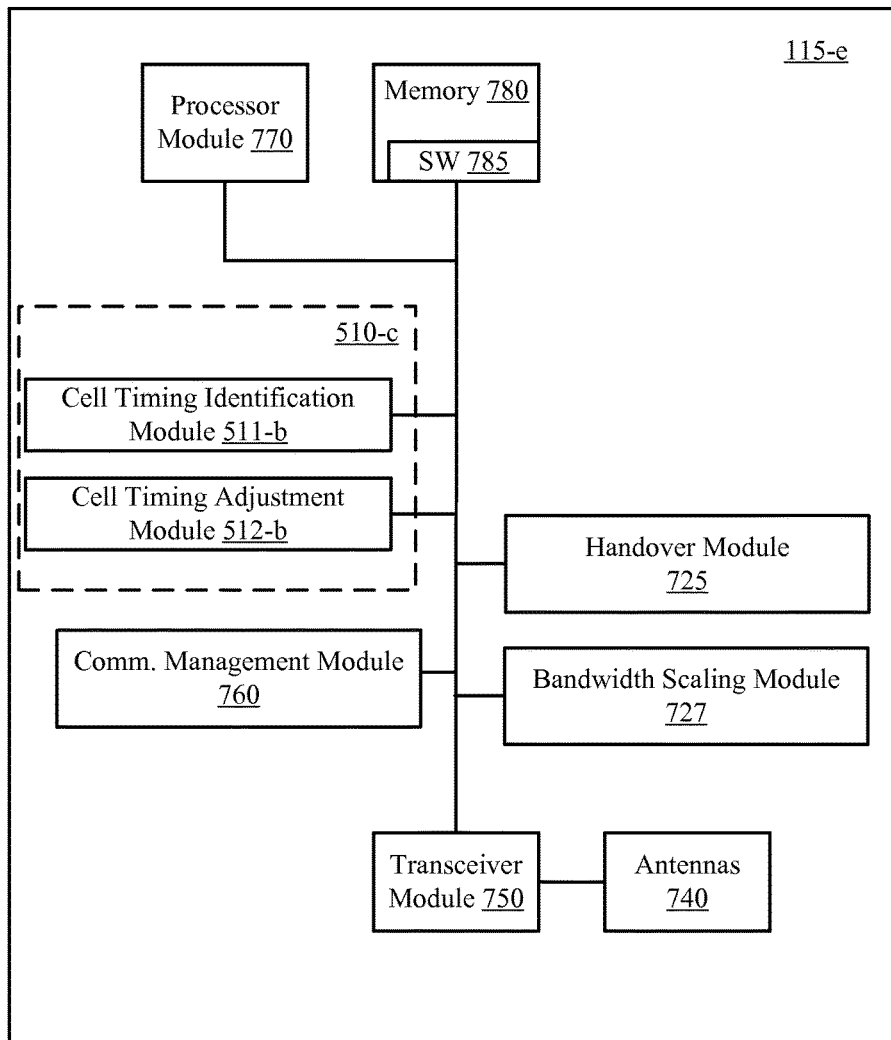 115-e
Processor
Module 770
Memory 780
SW 785
510-c
Cell Timing Identification
Module 511-b
Cell Timing Adjustment
Module 512-b
Handover Module
725
Comm. Management Module
760
Bandwidth Scaling Module
727
Transceiver
Module 750
Antennas
740